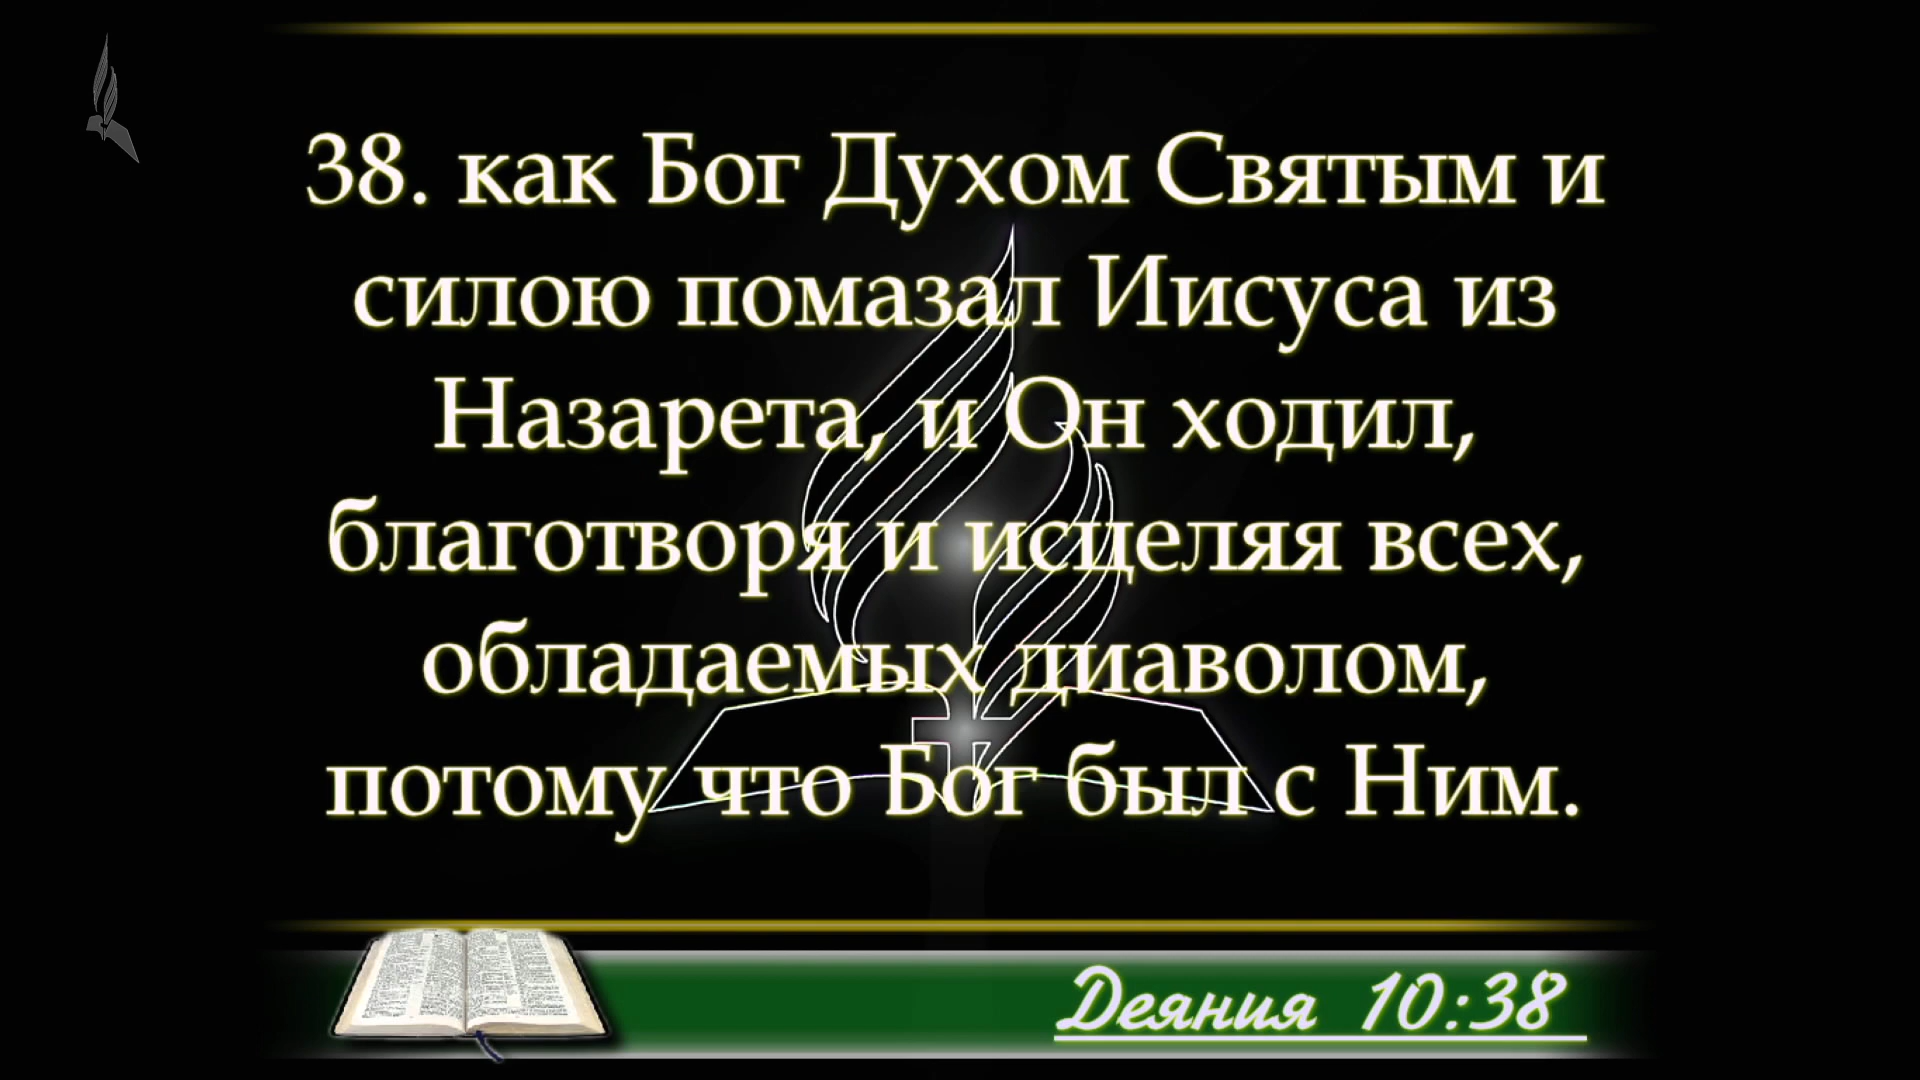 38. как Бог Духом Святым и
силою помазал Иисуса из
Назарета, и Он ходил,
благотворя и исцеляя всех,
обладаемых диаволом,
потому что Бог был с Ним.
Деяния 10:38